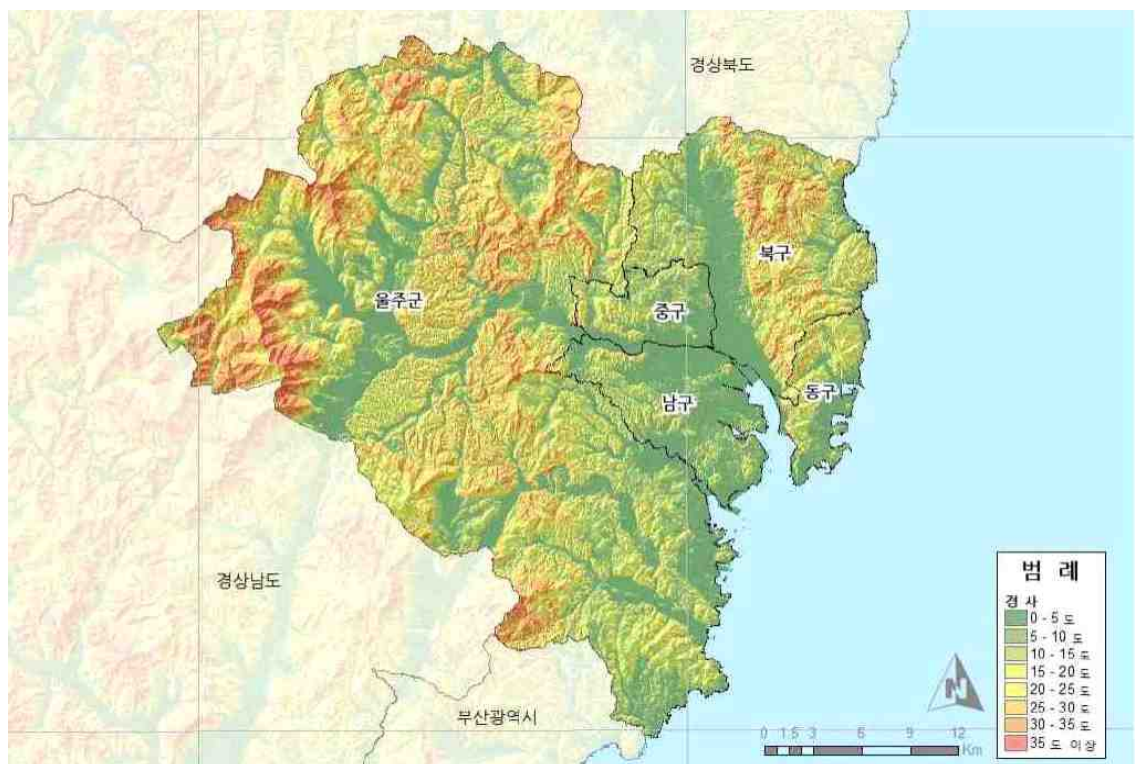 경상북도
북구
울주군
중구
남구
동구
경상남도
부산광역시
범 례
경 사
0 - 5 도
5 - 10 도
10 - 15 도
15 - 20 도
20 - 25 도
25 - 30 도
30 - 35 도
35 도 이상
N
0 1.5 3 6 9 12
Km